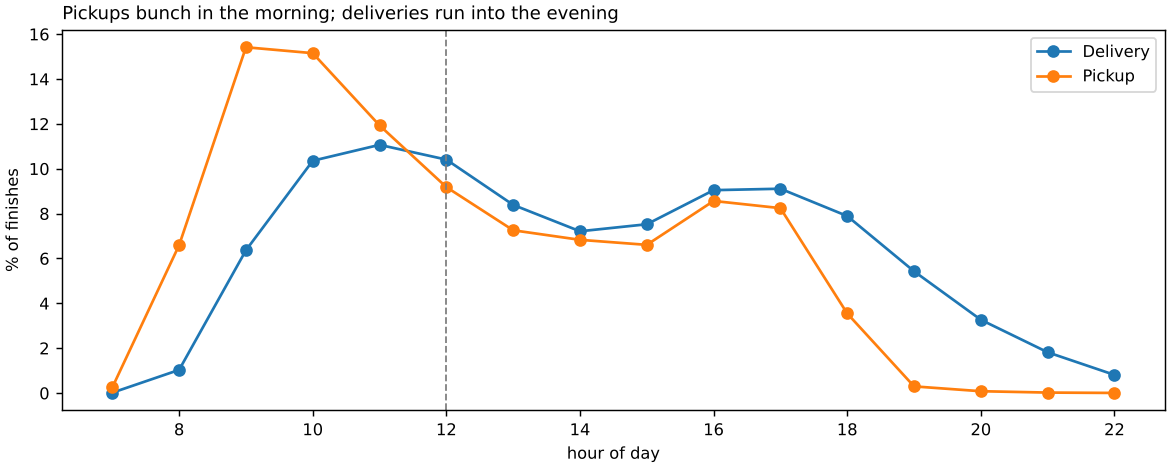 Pickups bunch in the morning; deliveries run into the evening
16
14
12
10
8
6
4
2
0
% of finishes
Delivery
Pickup
8 10 12 14 16 18 20 22
hour of day